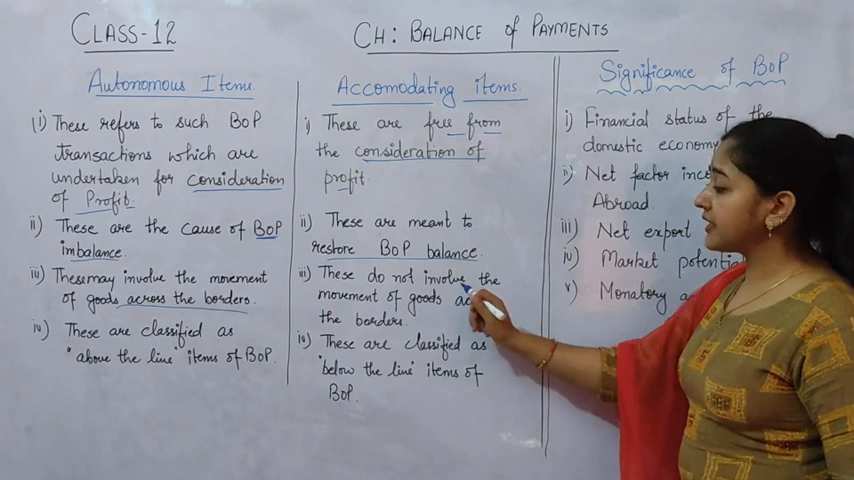 CLASS-12
CH: BALANCE of PAYMENTS
Autonomous Items
(i) These refers to such BOP
transactions which are
undertaken for consideration
of Profit.
ii) These are the cause of BOP
imbalance.
iii) These may involve the movement
of goods across the borders.
iv) These are classified as
"above the line" items of BOP.
Accomodating items.
i) These are free from
the consideration of
profit.
ii) These are meant to
restore BOP balance.
iii) These do not involve the
movement of goods
the borders.
iv) These are classified as
"below the line" items of
BOP.
Significance of BOP
i) Financial status of the
domestic economy
ii) Net factor
Abroad.
iii) Net export
iv) Market
v) Monatory